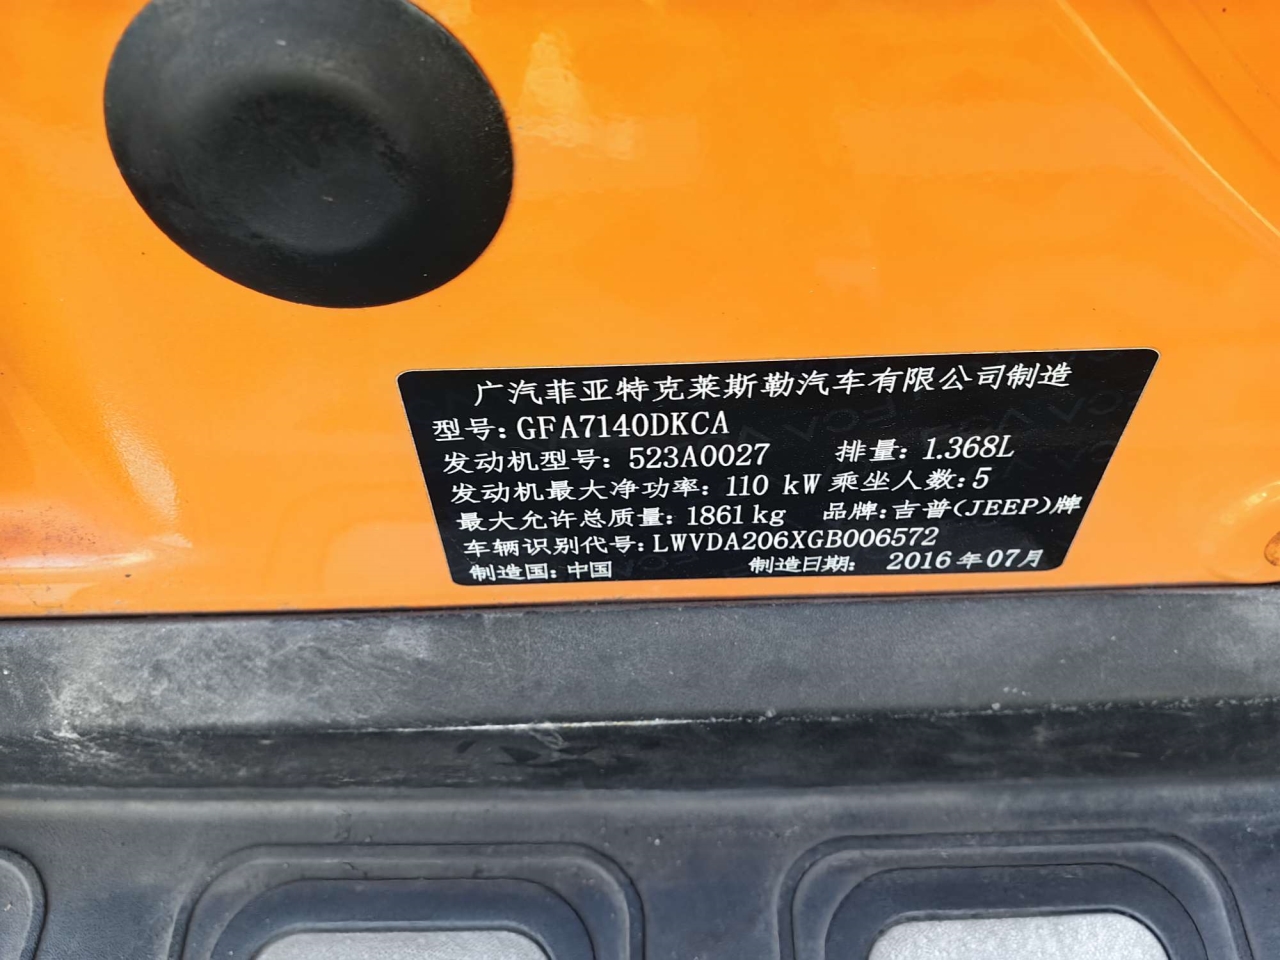 广汽菲亚特克莱斯勒汽车有限公司制造
型号: GFA7140DKCA
发动机型号: 523A0027 排量: 1.368L
发动机最大净功率: 110 kW 乘坐人数: 5
最大允许总质量: 1861kg 品牌: 吉普(JEEP)牌
车辆识别代号: LWVDA206XGB006572
制造国: 中国 制造日期: 2016年07月